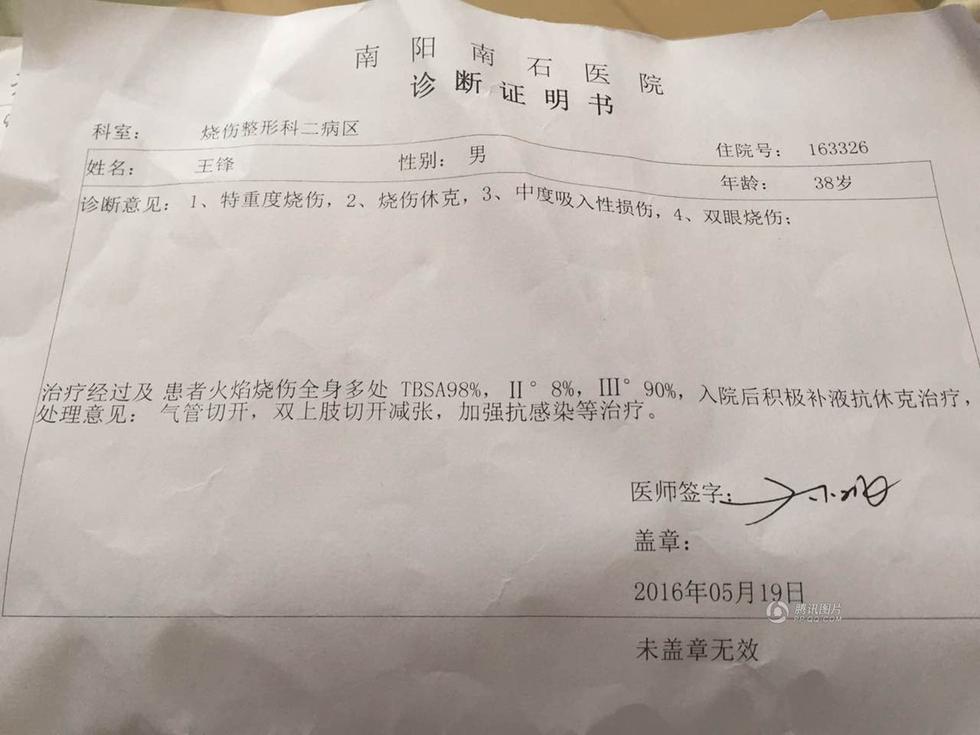 南阳南石医院
诊断证明书
科室： 烧伤整形科二病区 住院号： 163326
姓名： 王锋 性别： 男 年龄： 38岁
诊断意见：1、特重度烧伤，2、烧伤休克，3、中度吸入性损伤，4、双眼烧伤；
治疗经过及 患者火焰烧伤全身多处 TBSA98%，Ⅱ°8%，Ⅲ°90%，入院后积极补液抗休克治疗，
处理意见： 气管切开，双上肢切开减张，加强抗感染等治疗。
医师签字：
盖章：
2016年05月19日
腾讯图片
PP.QQ.COM
未盖章无效